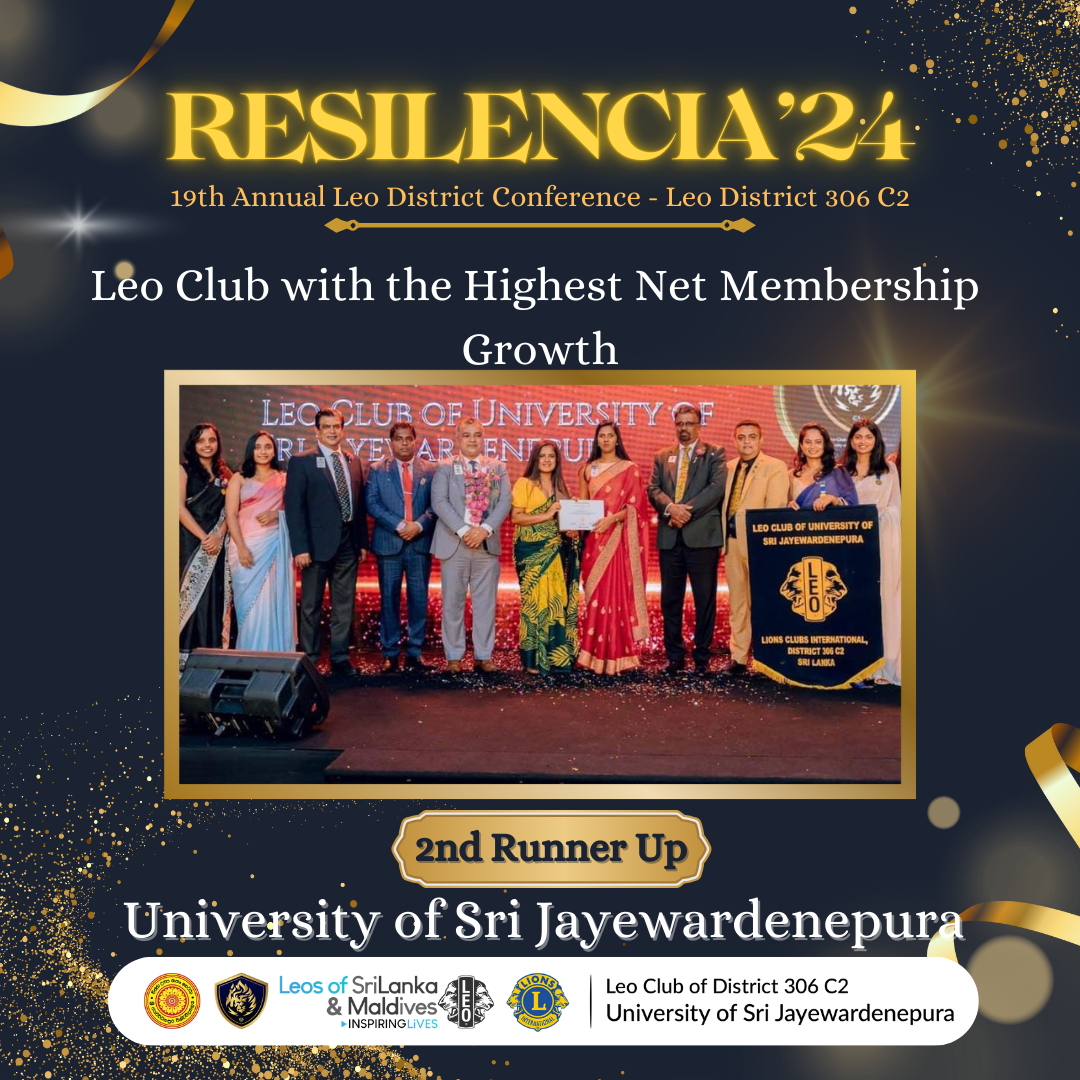 RESILENCIA'24
19th Annual Leo District Conference - Leo District 306 C2
Leo Club with the Highest Net Membership
Growth
LEO CLUB OF UNIVERSITY OF
SRI JAYEWARDENEPURA
LEO CLUB OF UNIVERSITY OF
SRI JAYEWARDENEPURA
LEO
LIONS CLUBS INTERNATIONAL,
DISTRICT 306 C2
SRI LANKA
2nd Runner Up
University of Sri Jayewardenepura
Leos of SriLanka
& Maldives
INSPIRING LIVES
LEO
LIONS
L
INTERNATIONAL
Leo Club of District 306 C2
University of Sri Jayewardenepura